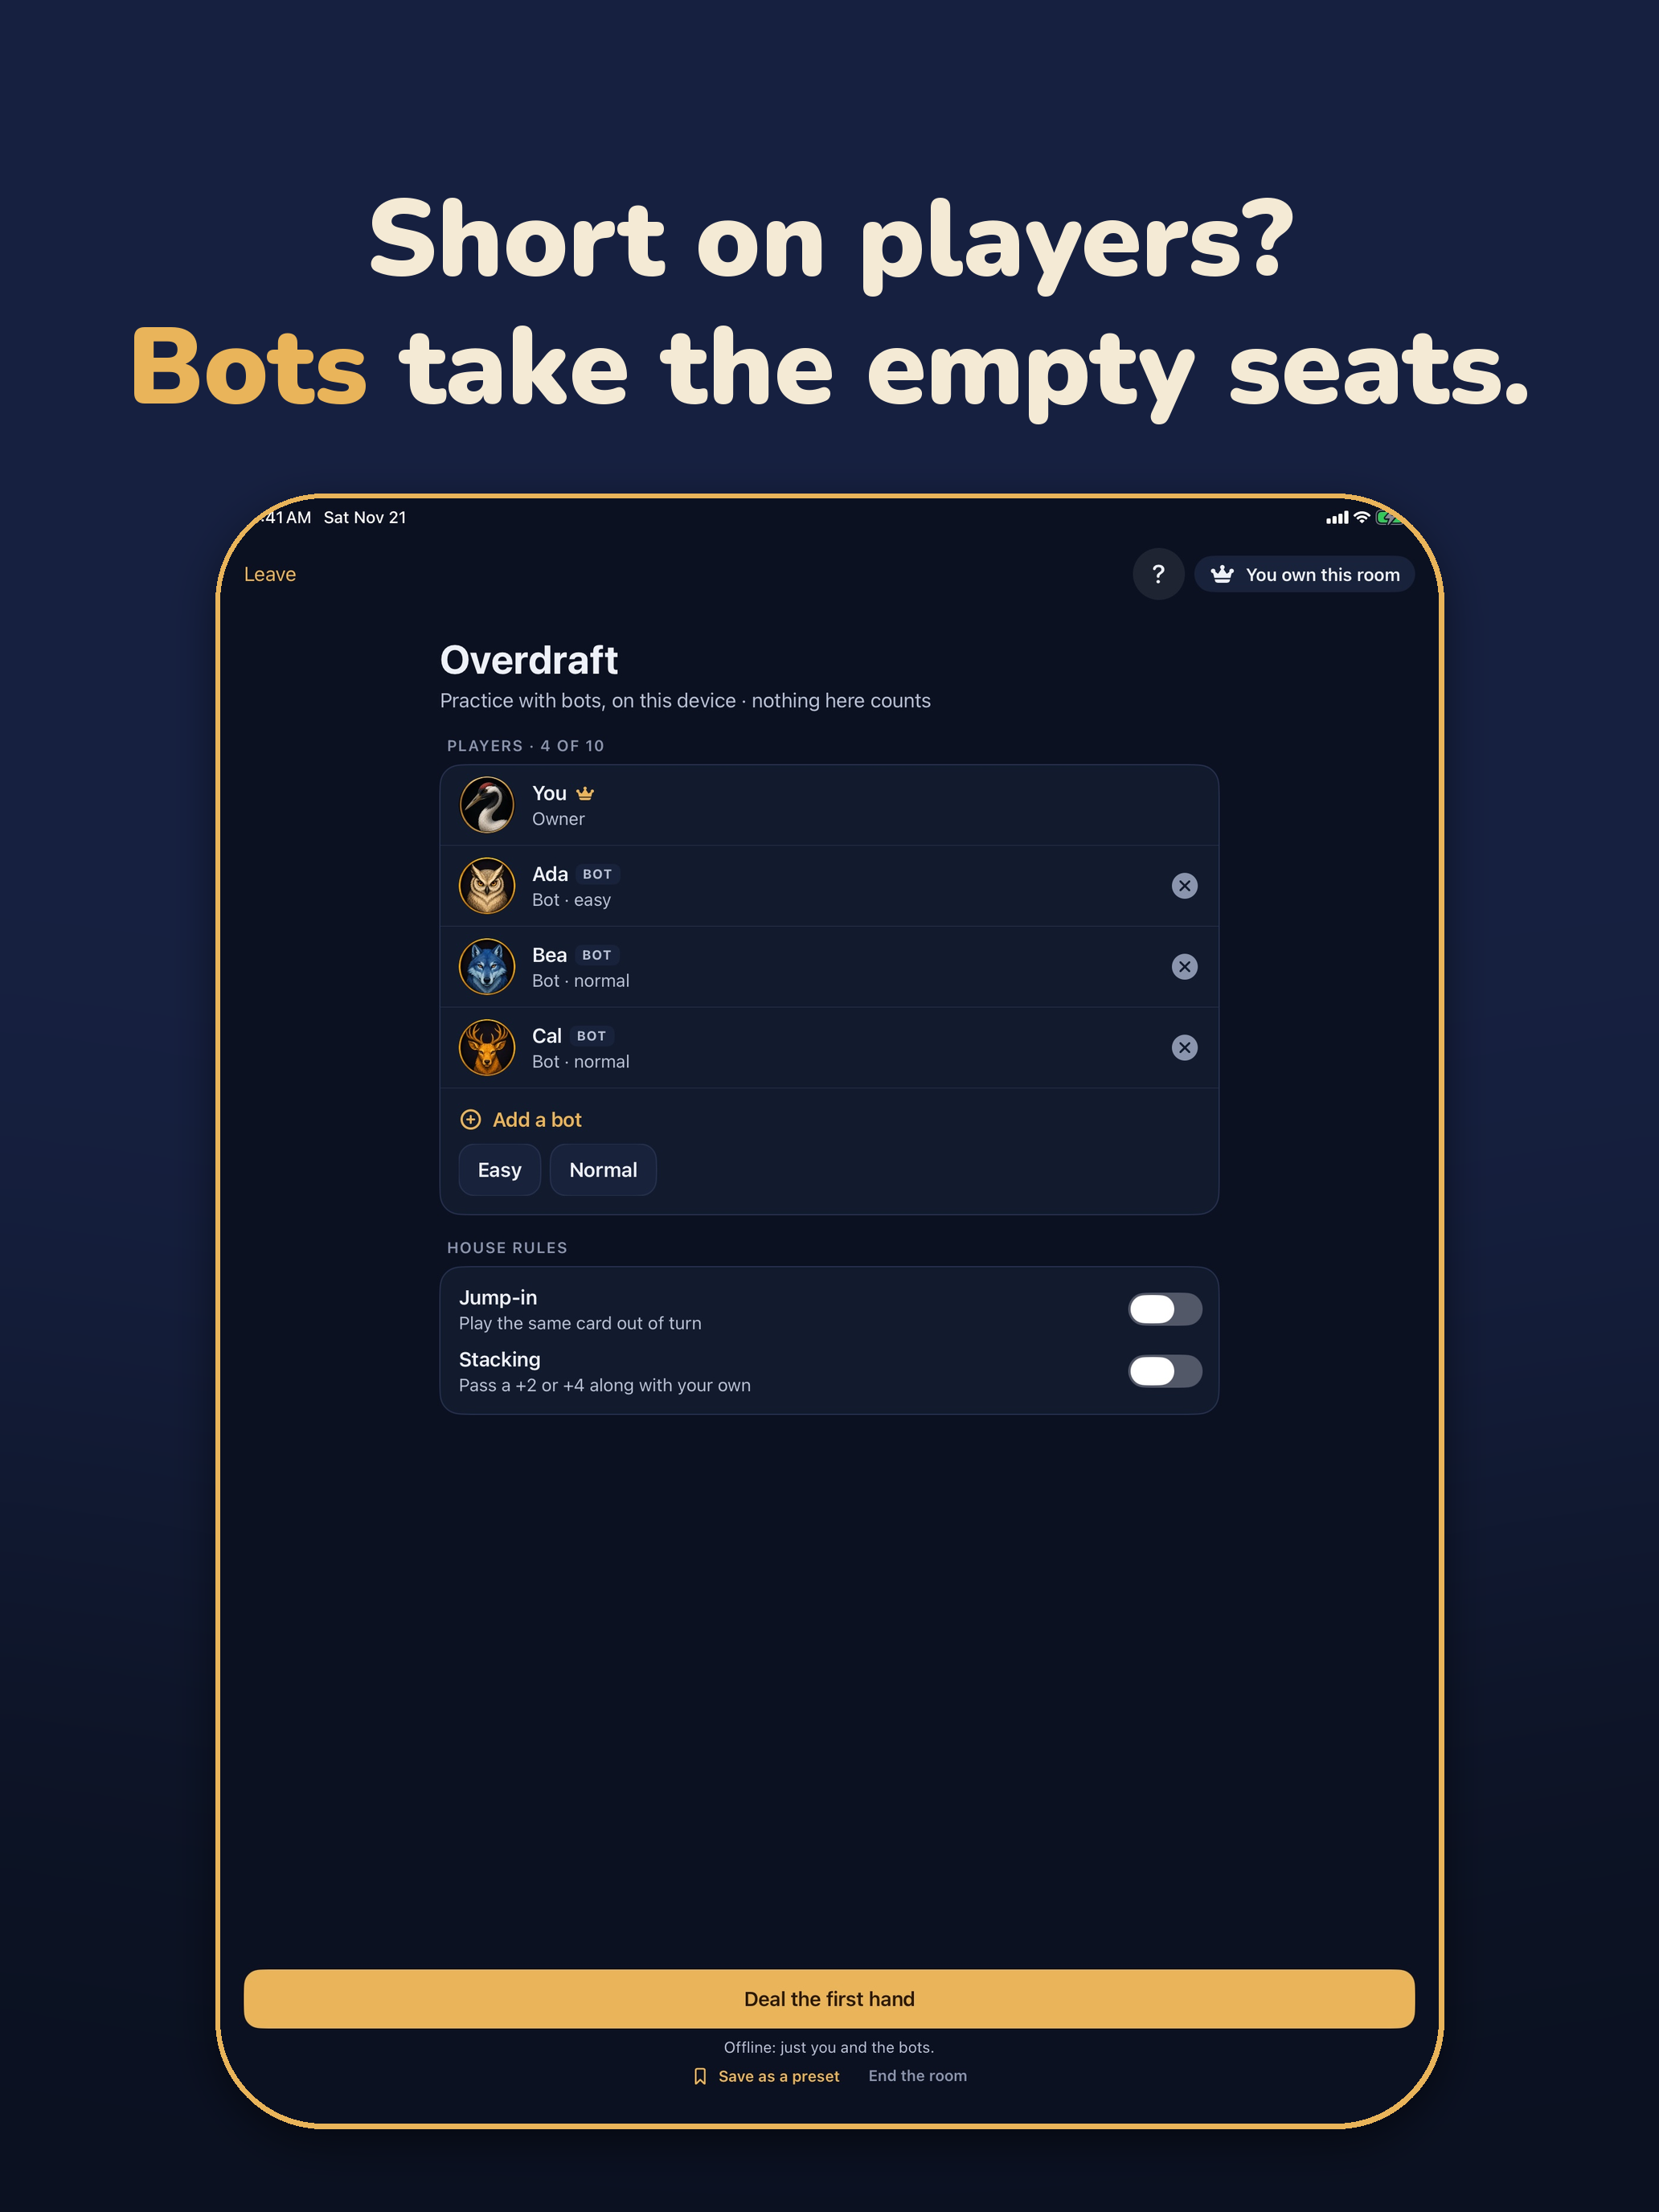 Short on players?
Bots take the empty seats.
:41 AM Sat Nov 21
Leave
?
You own this room
Overdraft
Practice with bots, on this device · nothing here counts
PLAYERS · 4 OF 10
You
Owner
Ada BOT
Bot · easy
Bea BOT
Bot · normal
Cal BOT
Bot · normal
Add a bot
Easy Normal
HOUSE RULES
Jump-in
Play the same card out of turn
Stacking
Pass a +2 or +4 along with your own
Deal the first hand
Offline: just you and the bots.
Save as a preset End the room